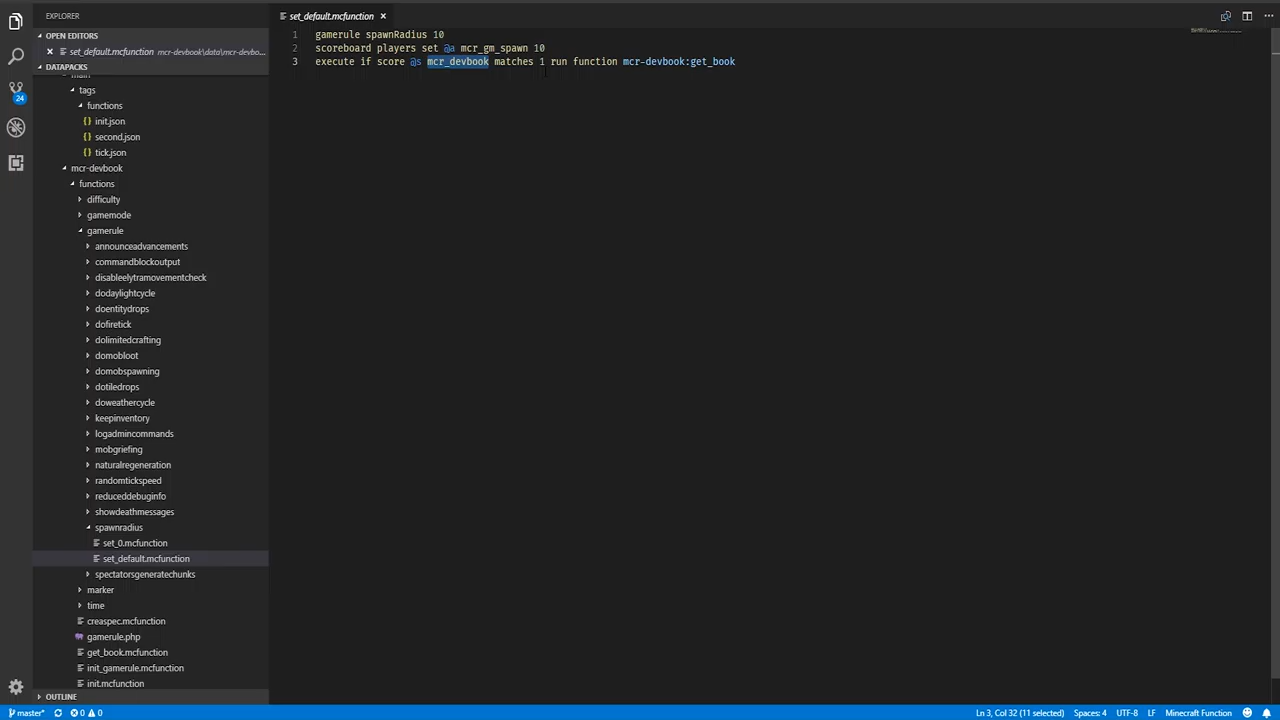 EXPLORER
OPEN EDITORS
set_default.mcfunction mcr-devbook\data\mcr-devbo...
DATAPACKS
main
tags
functions
init.json
second.json
tick.json
mcr-devbook
functions
difficulty
gamemode
gamerule
announceadvancements
commandblockoutput
disableelytramovementcheck
dodaylightcycle
doentitydrops
dofiretick
dolimitedcrafting
domobloot
domobspawning
dotiledrops
doweathercycle
keepinventory
logadmincommands
mobgriefing
naturalregeneration
randomtickspeed
reduceddebuginfo
showdeathmessages
spawnradius
set_0.mcfunction
set_default.mcfunction
spectatorsgeneratechunks
marker
time
creaspec.mcfunction
gamerule.php
get_book.mcfunction
init_gamerule.mcfunction
init.mcfunction
OUTLINE
24
set_default.mcfunction
1 gamerule spawnRadius 10
2 scoreboard players set @a mcr_gm_spawn 10
3 execute if score @s mcr_devbook matches 1 run function mcr-devbook:get_book
master* 0 0 Ln 3, Col 32 (11 selected) Spaces: 4 UTF-8 LF Minecraft Function